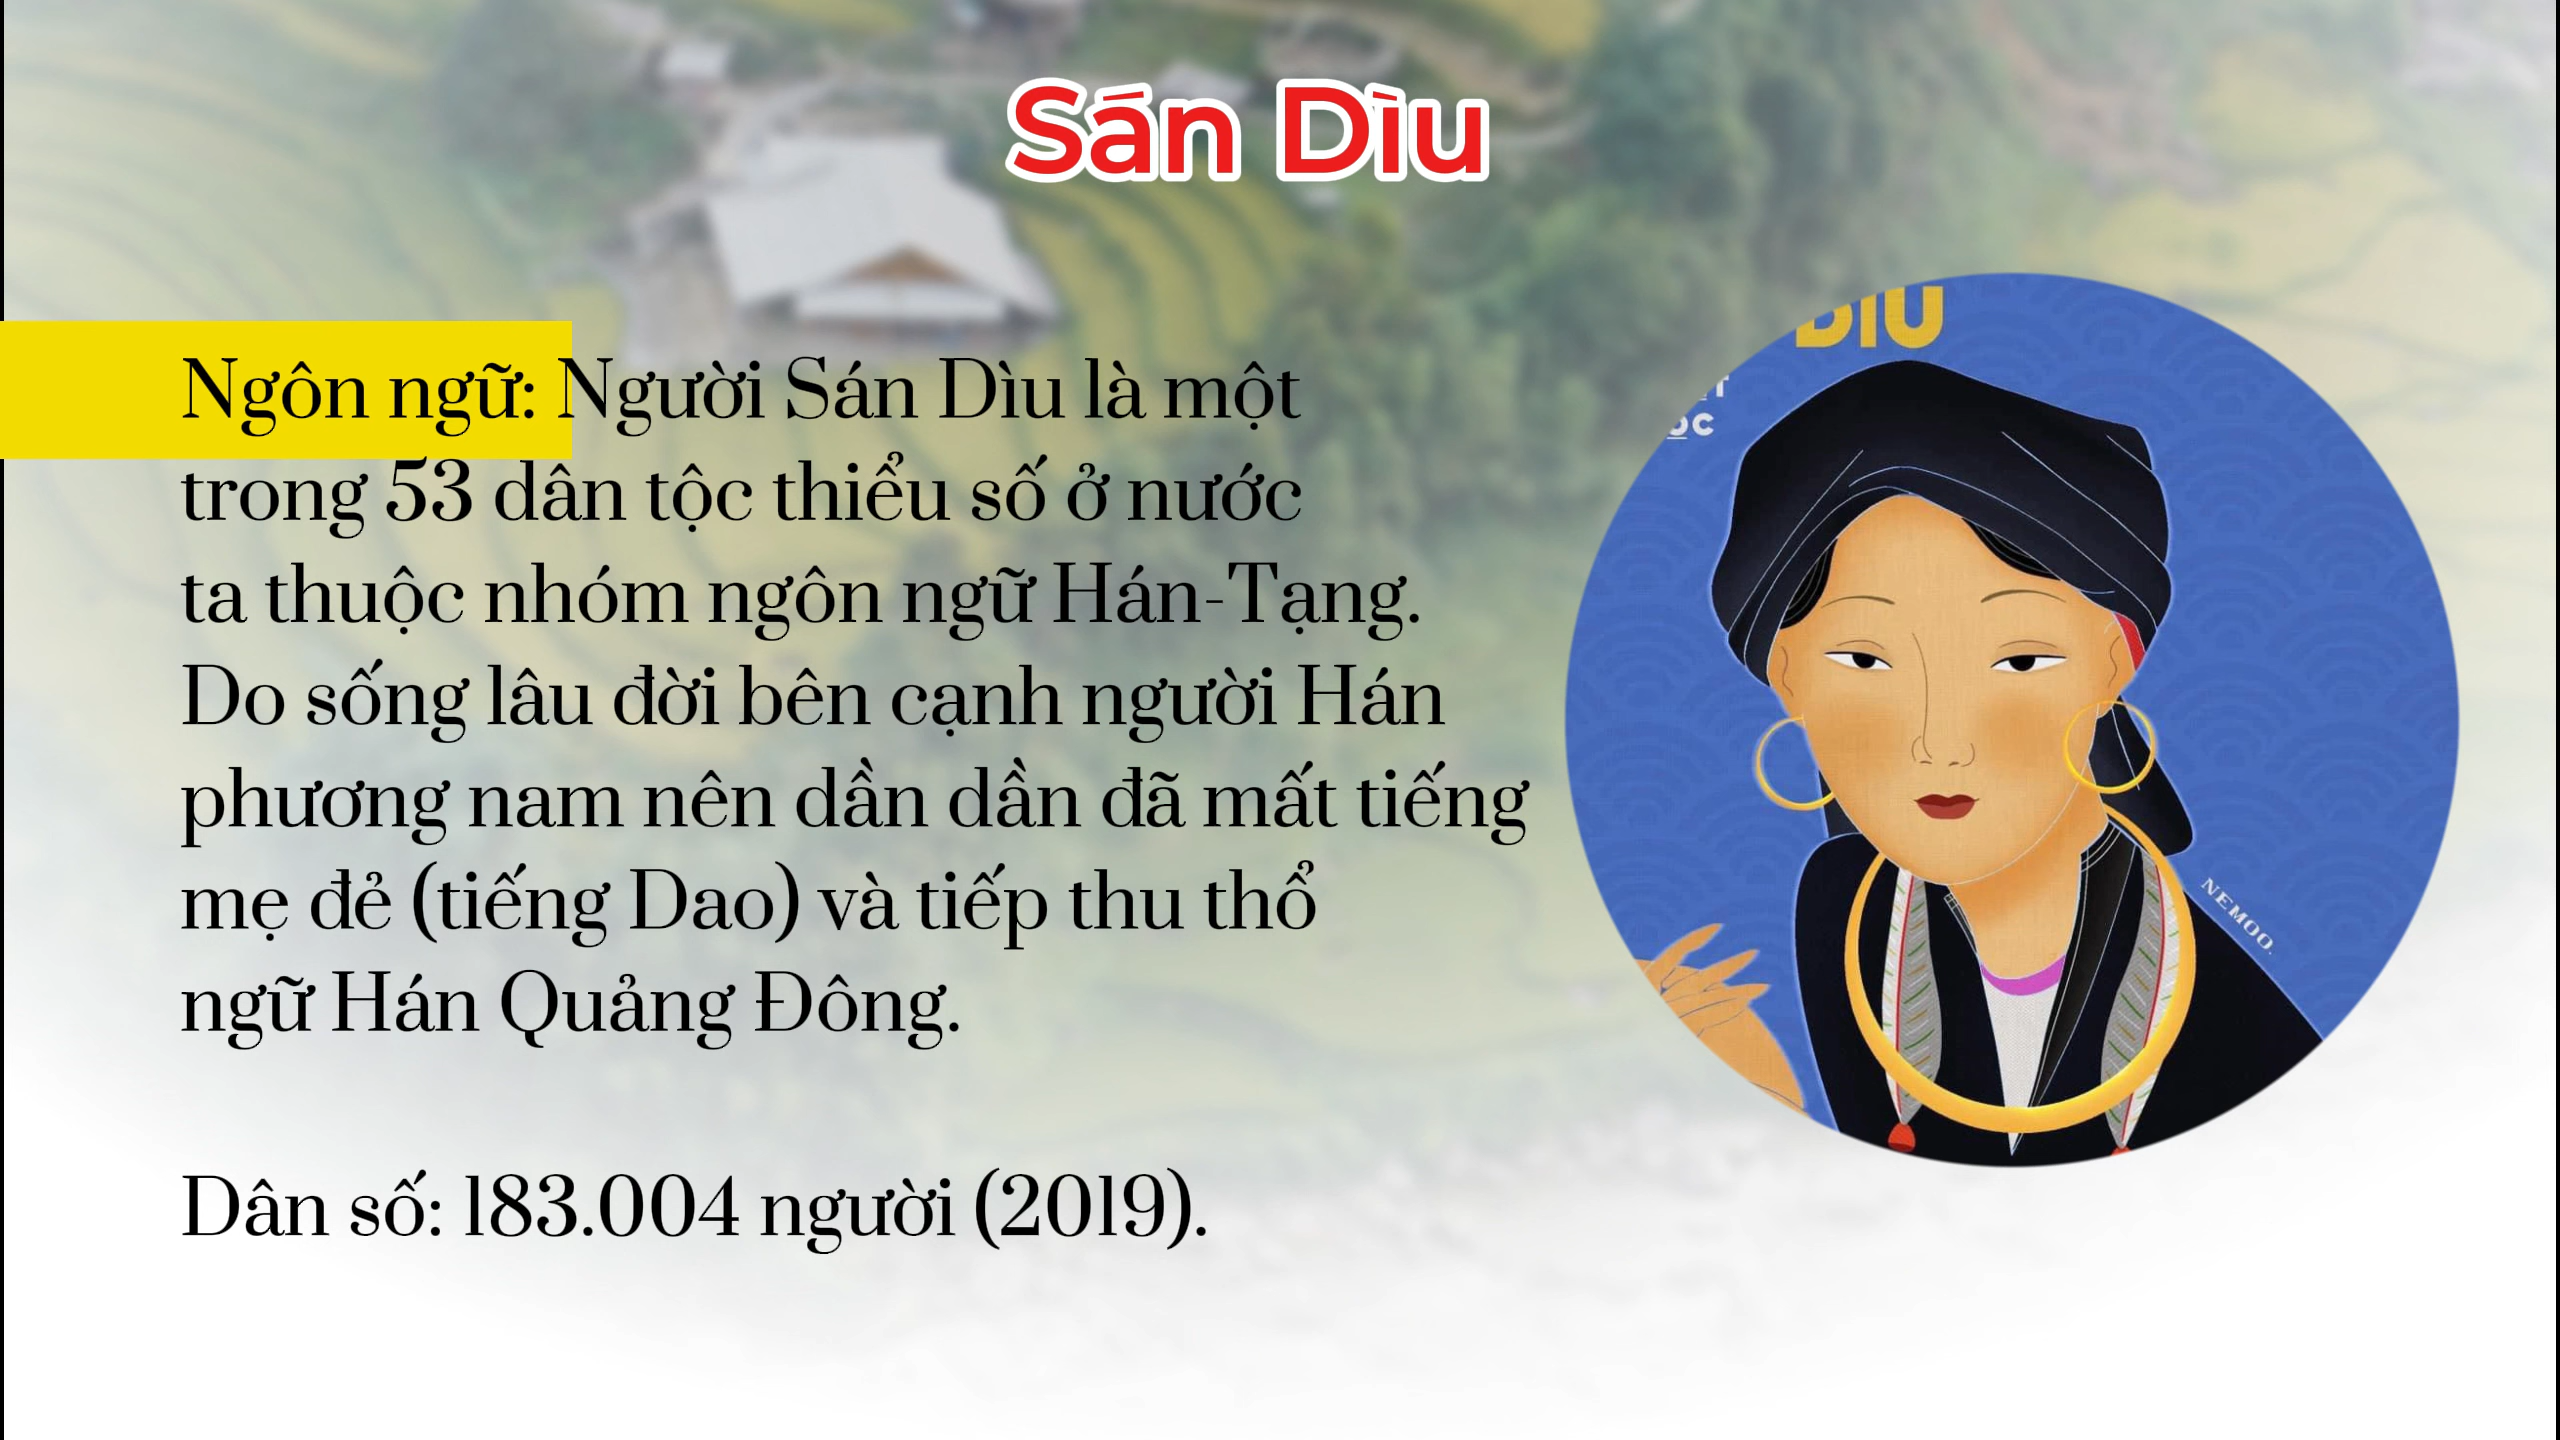 Sán Dìu
Ngôn ngữ: Người Sán Dìu là một
trong 53 dân tộc thiểu số ở nước
ta thuộc nhóm ngôn ngữ Hán-Tạng.
Do sống lâu đời bên cạnh người Hán
phương nam nên dần dần đã mất tiếng
mẹ đẻ (tiếng Dao) và tiếp thu thổ
ngữ Hán Quảng Đông.
Dân số: 183.004 người (2019).
DÌU
NEMOO.